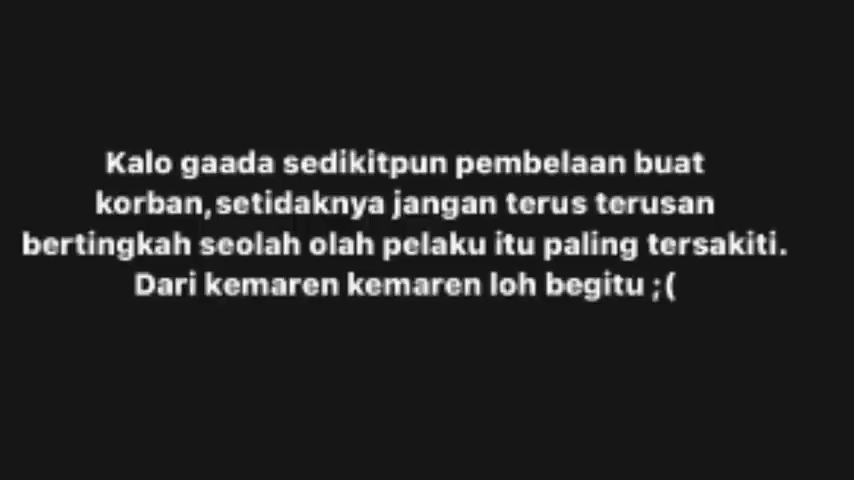 Kalo gaada sedikitpun pembelaan buat
korban,setidaknya jangan terus terusan
bertingkah seolah olah pelaku itu paling tersakiti.
Dari kemaren kemaren loh begitu ;(